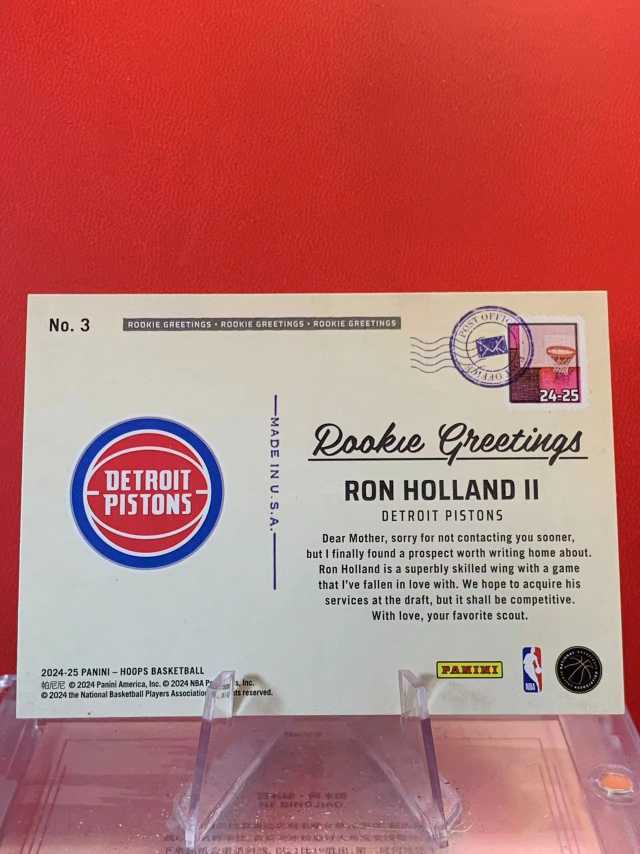 No. 3
ROOKIE GREETINGS • ROOKIE GREETINGS • ROOKIE GREETINGS
POST OFFICE
24-25
DETROIT
PISTONS
MADE IN U.S.A.
Rookie Greetings
RON HOLLAND II
DETROIT PISTONS
Dear Mother, sorry for not contacting you sooner,
but I finally found a prospect worth writing home about.
Ron Holland is a superbly skilled wing with a game
that I've fallen in love with. We hope to acquire his
services at the draft, but it shall be competitive.
With love, your favorite scout.
2024-25 PANINI – HOOPS BASKETBALL
帕尼尼 © 2024 Panini America, Inc. © 2024 NBA Inc.
© 2024 the National Basketball Players Association reserved.
PANINI
NBA